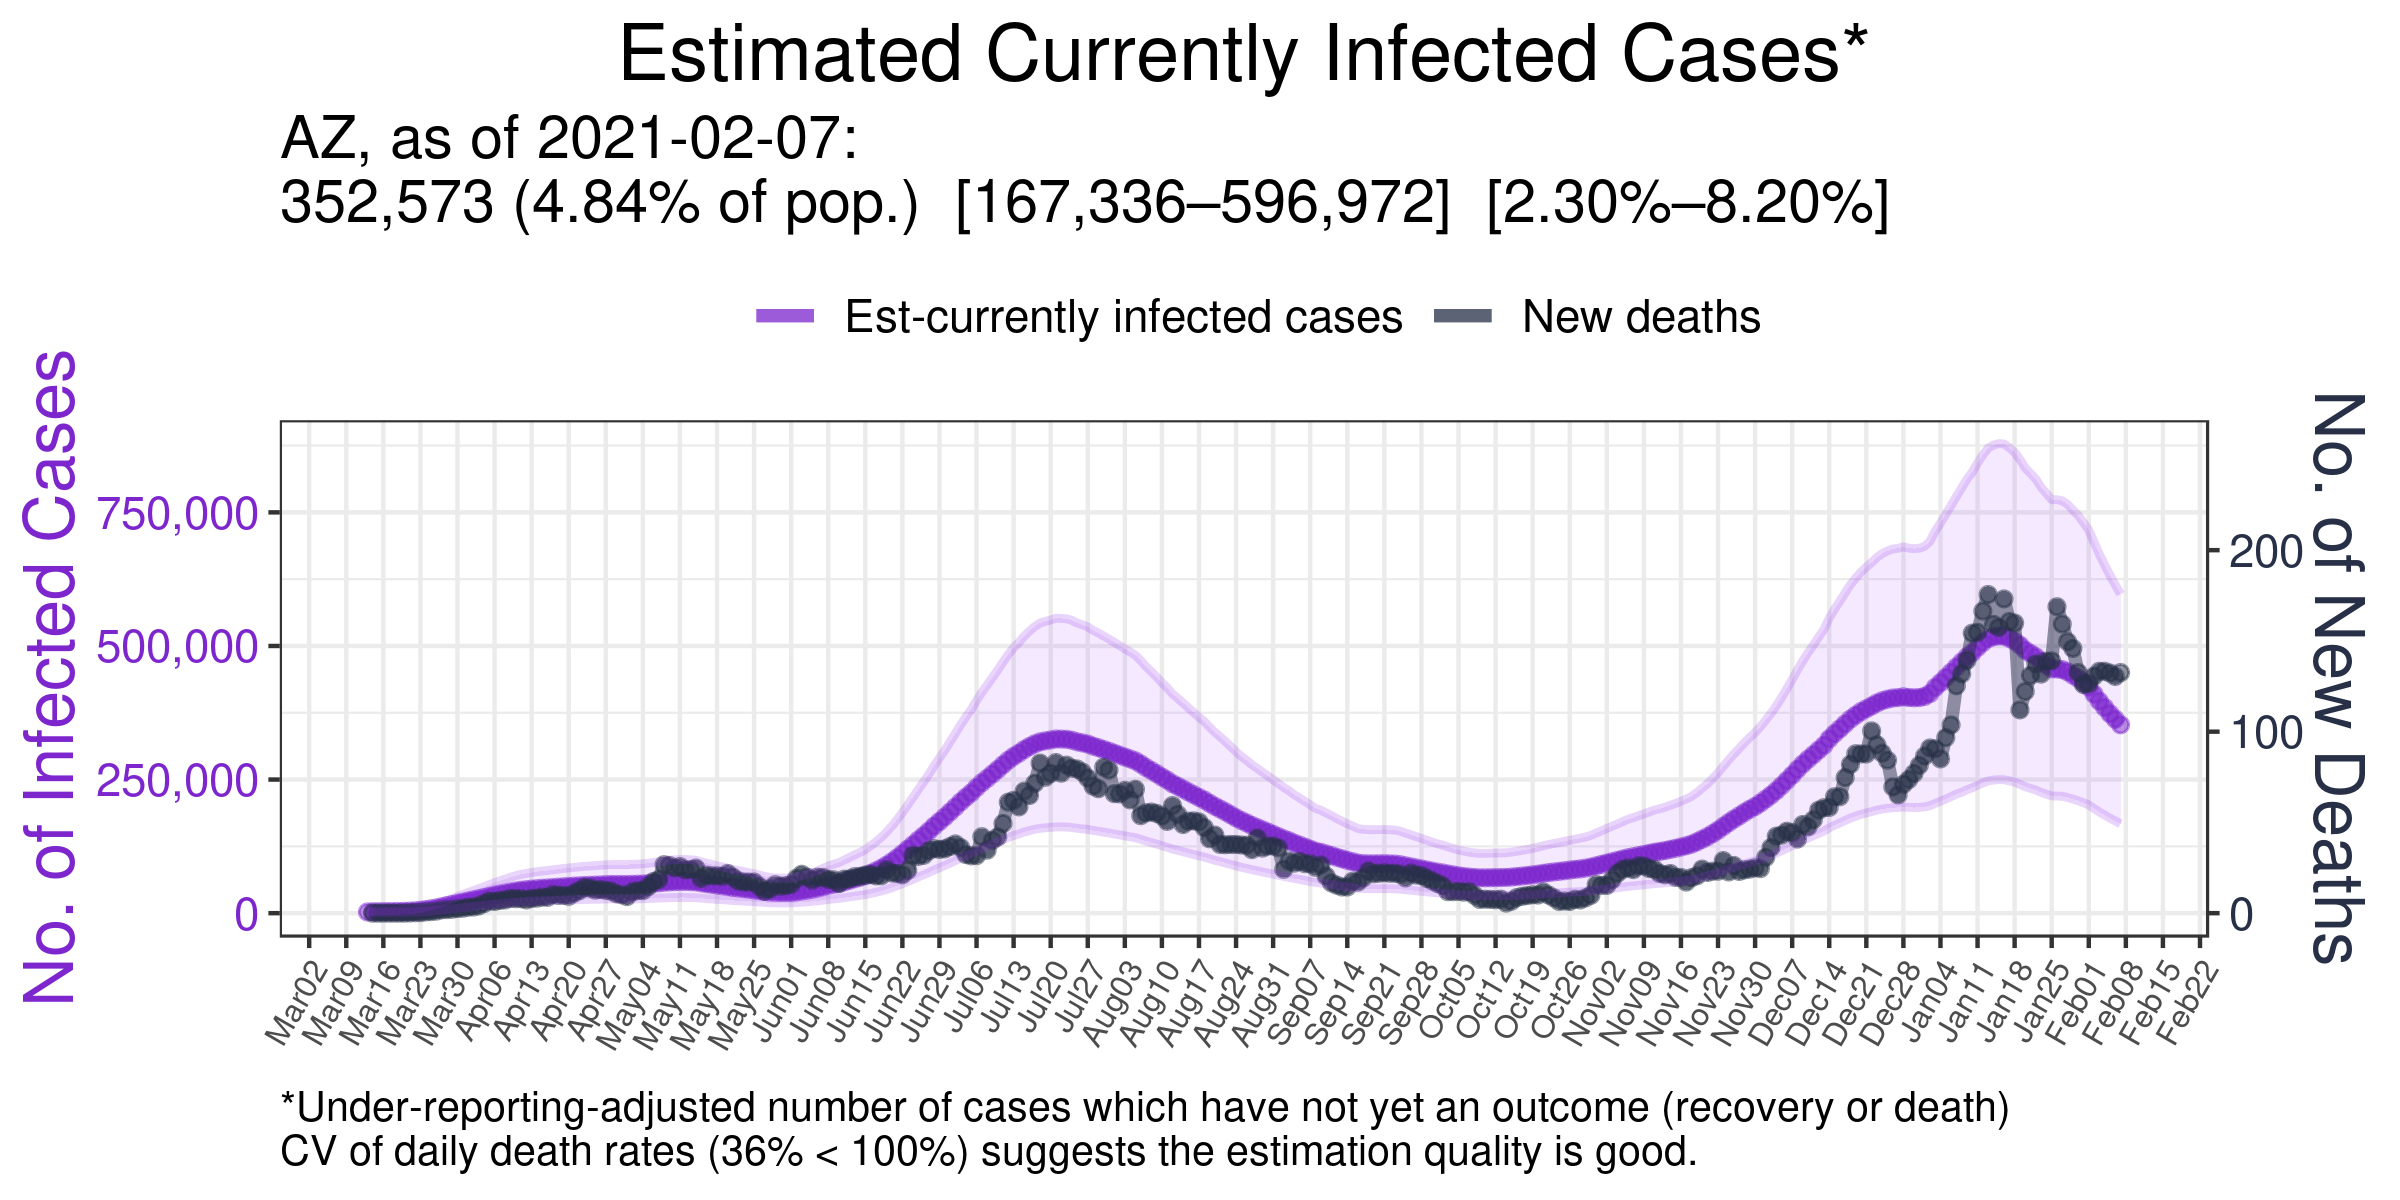 Estimated Currently Infected Cases*
AZ, as of 2021-02-07:
352,573 (4.84% of pop.)  [167,336–596,972]  [2.30%–8.20%]
Est-currently infected cases
New deaths
No. of Infected Cases
750,000
500,000
250,000
0
200
100
0
No. of New Deaths
Mar02
Mar09
Mar16
Mar23
Mar30
Apr06
Apr13
Apr20
Apr27
May04
May11
May18
May25
Jun01
Jun08
Jun15
Jun22
Jun29
Jul06
Jul13
Jul20
Jul27
Aug03
Aug10
Aug17
Aug24
Aug31
Sep07
Sep14
Sep21
Sep28
Oct05
Oct12
Oct19
Oct26
Nov02
Nov09
Nov16
Nov23
Nov30
Dec07
Dec14
Dec21
Dec28
Jan04
Jan11
Jan18
Jan25
Feb01
Feb08
Feb15
Feb22
*Under-reporting-adjusted number of cases which have not yet an outcome (recovery or death)
CV of daily death rates (36% < 100%) suggests the estimation quality is good.